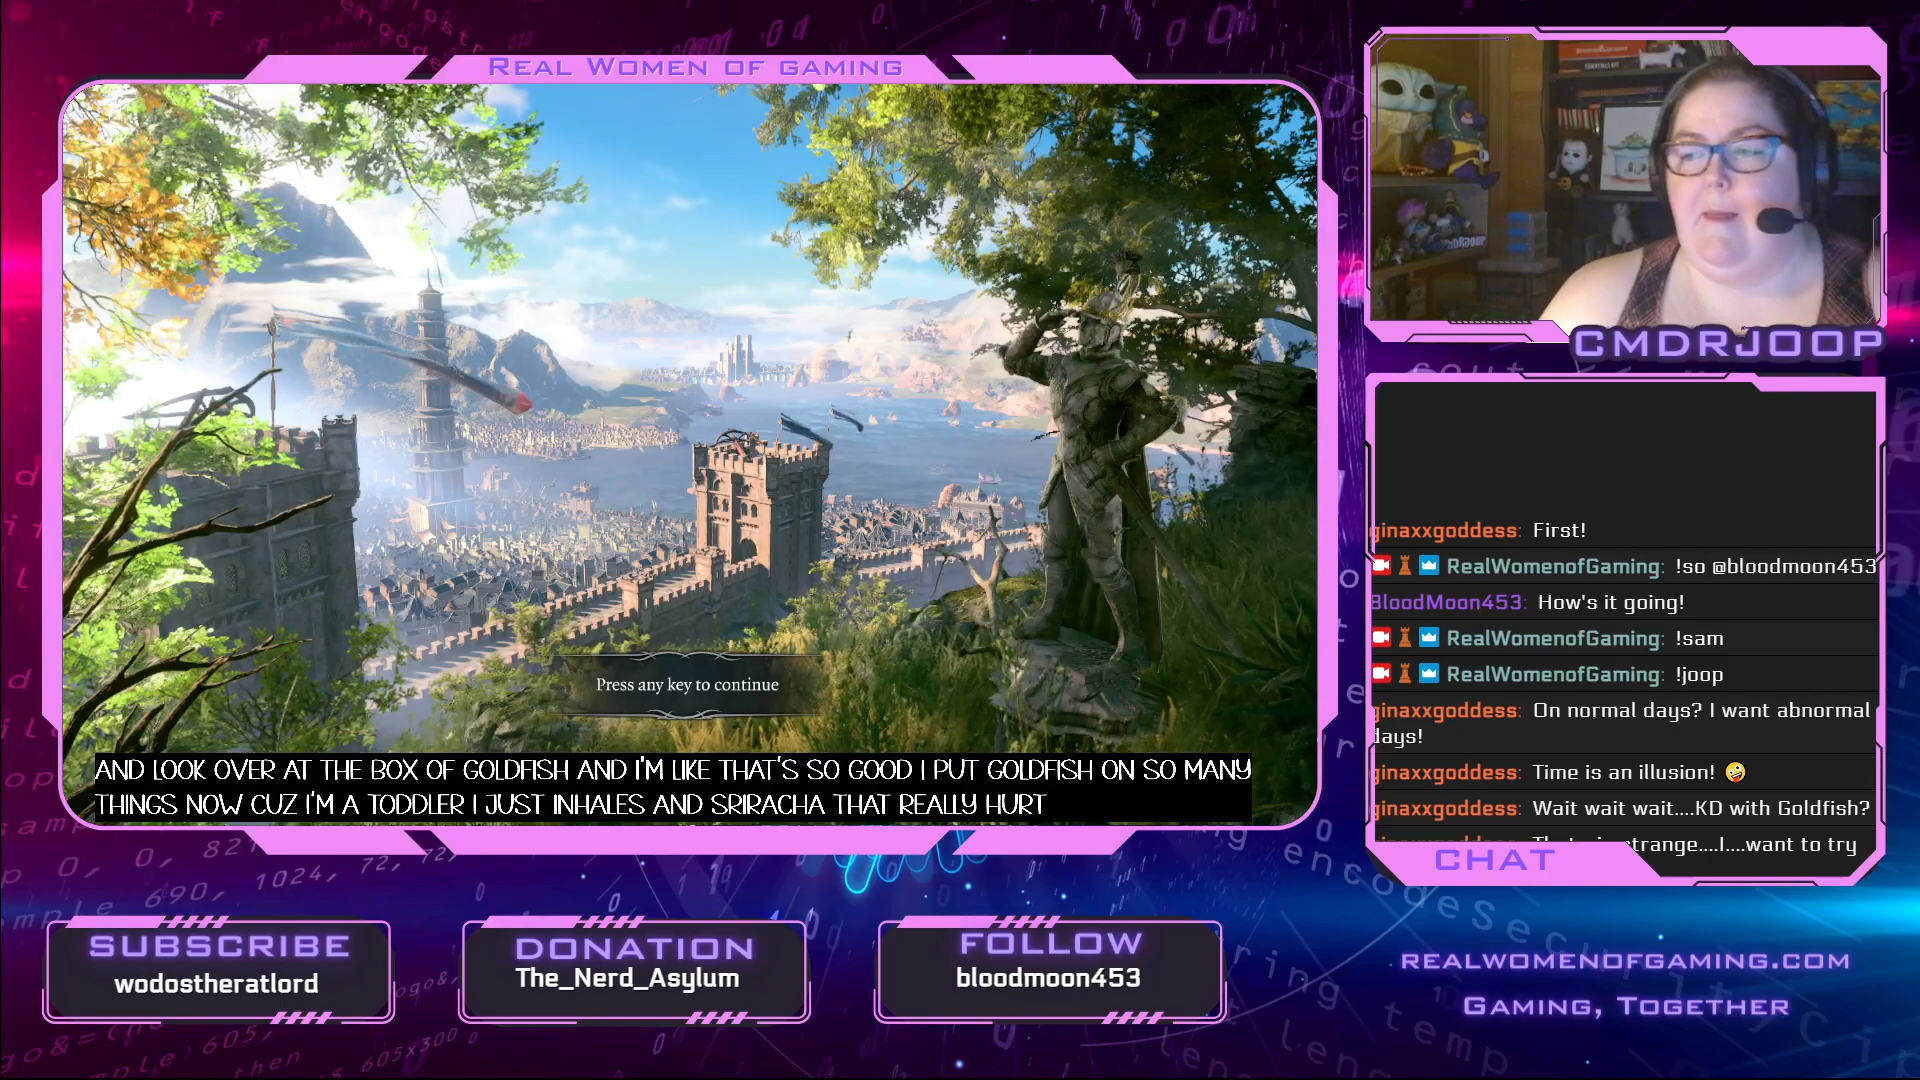 REAL WOMEN OF GAMING
Press any key to continue
AND LOOK OVER AT THE BOX OF GOLDFISH AND I'M LIKE THAT'S SO GOOD I PUT GOLDFISH ON SO MANY
THINGS NOW CUZ I'M A TODDLER I JUST INHALES AND SRIRACHA THAT REALLY HURT
CMDRJOOP
ginaxxgoddess: First!
RealWomenofGaming: !so @bloodmoon453
BloodMoon453: How's it going!
RealWomenofGaming: !sam
RealWomenofGaming: !joop
ginaxxgoddess: On normal days? I want abnormal
days!
ginaxxgoddess: Time is an illusion! 🤪
ginaxxgoddess: Wait wait wait....KD with Goldfish?
strange....I....want to try
CHAT
SUBSCRIBE
wodostheratlord
DONATION
The_Nerd_Asylum
FOLLOW
bloodmoon453
REALWOMENOFGAMING.COM
GAMING, TOGETHER